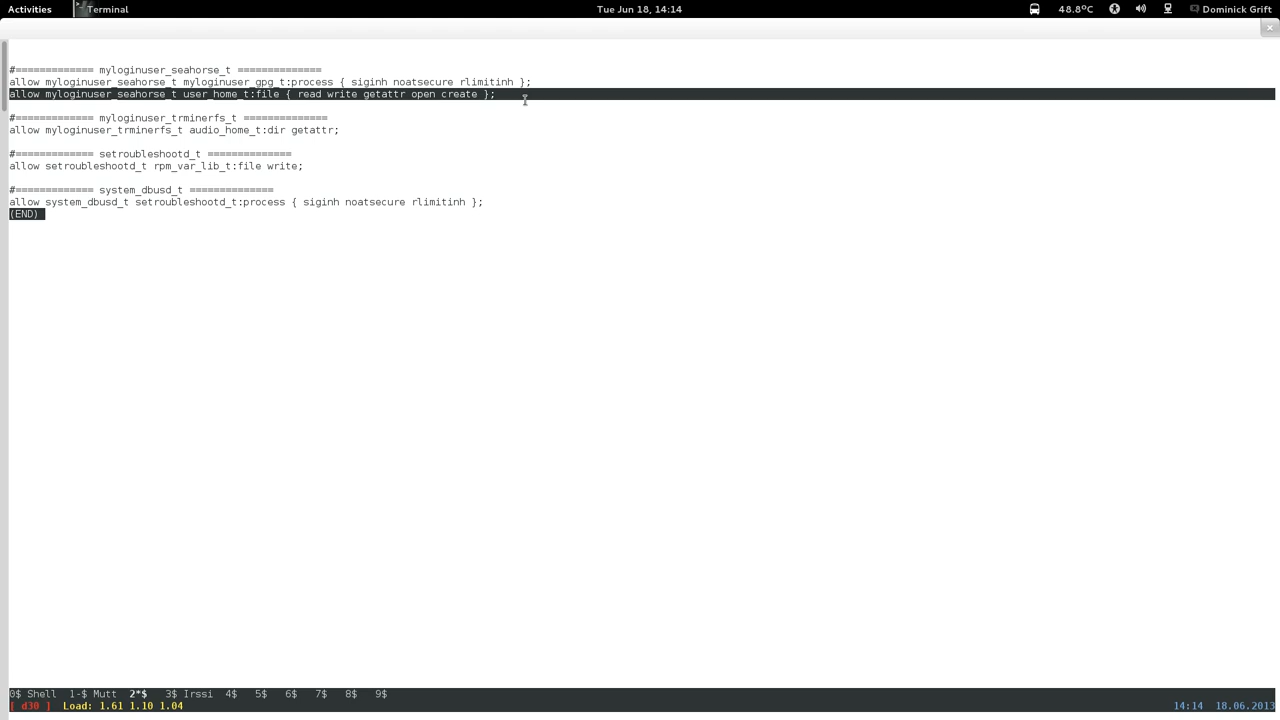 Activities Terminal Tue Jun 18, 14:14 48.8°C Dominick Grift
#============= myloginuser_seahorse_t ==============
allow myloginuser_seahorse_t myloginuser_gpg_t:process { siginh noatsecure rlimitinh };
allow myloginuser_seahorse_t user_home_t:file { read write getattr open create };
#============= myloginuser_trminerfs_t ==============
allow myloginuser_trminerfs_t audio_home_t:dir getattr;
#============= setroubleshootd_t ==============
allow setroubleshootd_t rpm_var_lib_t:file write;
#============= system_dbusd_t ==============
allow system_dbusd_t setroubleshootd_t:process { siginh noatsecure rlimitinh };
(END)
0$ Shell 1-$ Mutt 2*$ 3$ Irssi 4$ 5$ 6$ 7$ 8$ 9$
[ d30 ] Load: 1.61 1.10 1.04 14:14 18.06.2013